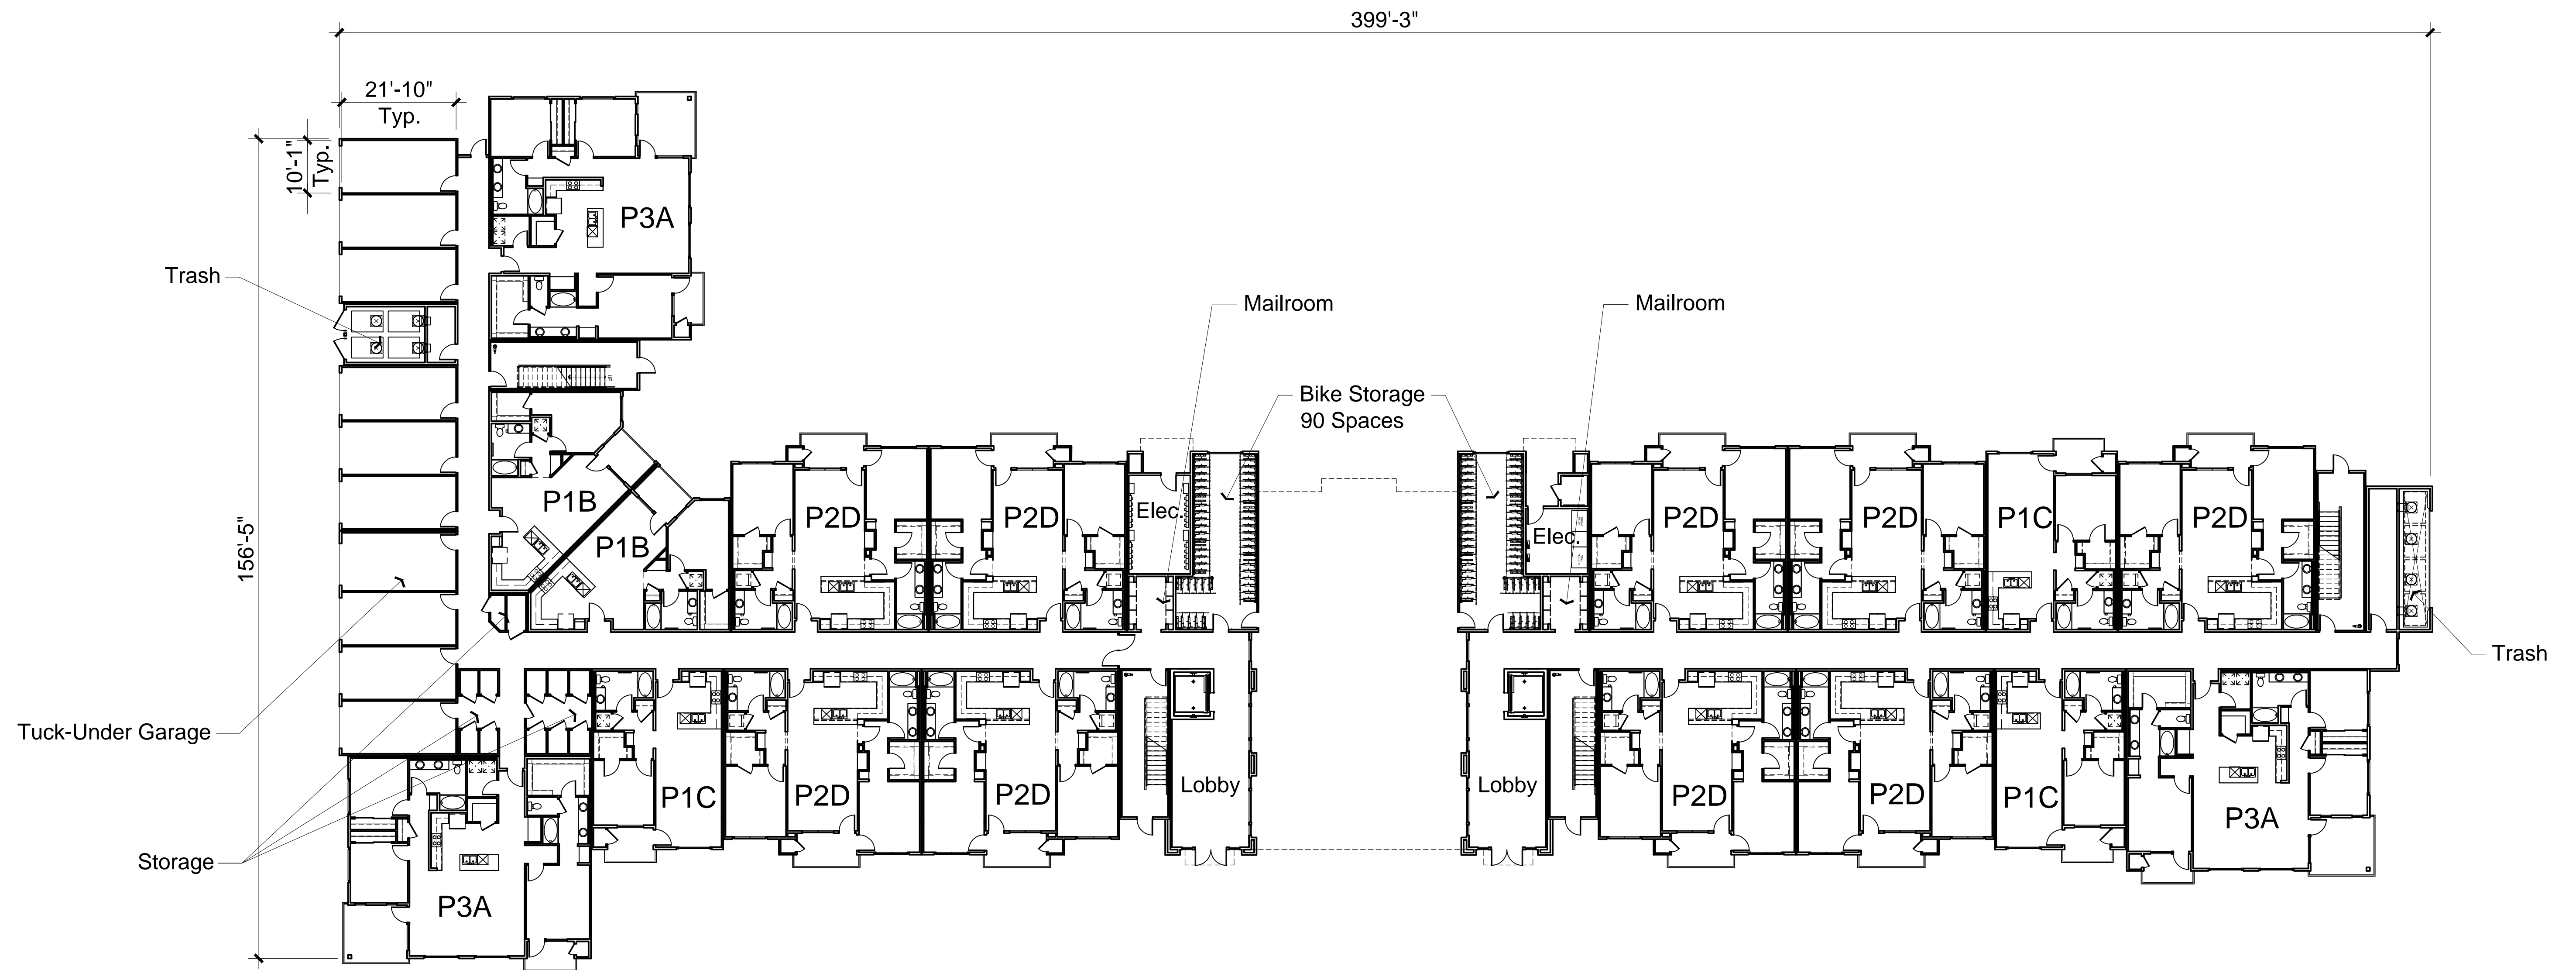 399'-3"
21'-10"
Typ.
10'-1"
Typ.
P3A
Trash
Mailroom
Mailroom
Bike Storage
90 Spaces
156'-5"
P1B
P1B
P2D
P2D
Elec.
Elec.
P2D
P2D
P1C
P2D
Trash
Tuck-Under Garage
Storage
P3A
P1C
P2D
P2D
Lobby
Lobby
P2D
P2D
P1C
P3A